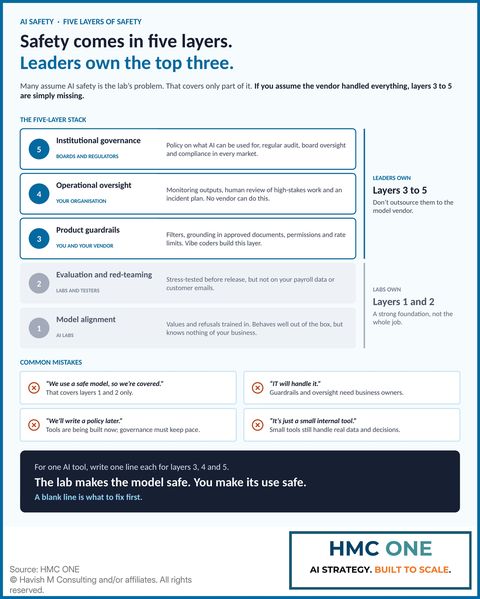 AI SAFETY · FIVE LAYERS OF SAFETY
Safety comes in five layers.
Leaders own the top three.
Many assume AI safety is the lab's problem. That covers only part of it. If you assume the vendor handled everything, layers 3 to 5
are simply missing.
THE FIVE-LAYER STACK
5
Institutional governance
BOARDS AND REGULATORS
Policy on what AI can be used for, regular audit, board oversight
and compliance in every market.
4
Operational oversight
YOUR ORGANISATION
Monitoring outputs, human review of high-stakes work and an
incident plan. No vendor can do this.
3
Product guardrails
YOU AND YOUR VENDOR
Filters, grounding in approved documents, permissions and rate
limits. Vibe coders build this layer.
LEADERS OWN
Layers 3 to 5
Don't outsource them to the
model vendor.
2
Evaluation and red-teaming
LABS AND TESTERS
Stress-tested before release, but not on your payroll data or
customer emails.
1
Model alignment
AI LABS
Values and refusals trained in. Behaves well out of the box, but
knows nothing of your business.
LABS OWN
Layers 1 and 2
A strong foundation, not the
whole job.
COMMON MISTAKES
"We use a safe model, so we're covered."
That covers layers 1 and 2 only.
"IT will handle it."
Guardrails and oversight need business owners.
"We'll write a policy later."
Tools are being built now; governance must keep pace.
"It's just a small internal tool."
Small tools still handle real data and decisions.
For one AI tool, write one line each for layers 3, 4 and 5.
The lab makes the model safe. You make its use safe.
A blank line is what to fix first.
HMC ONE
AI STRATEGY. BUILT TO SCALE.
Source: HMC ONE
© Havish M Consulting and/or affiliates. All rights
reserved.